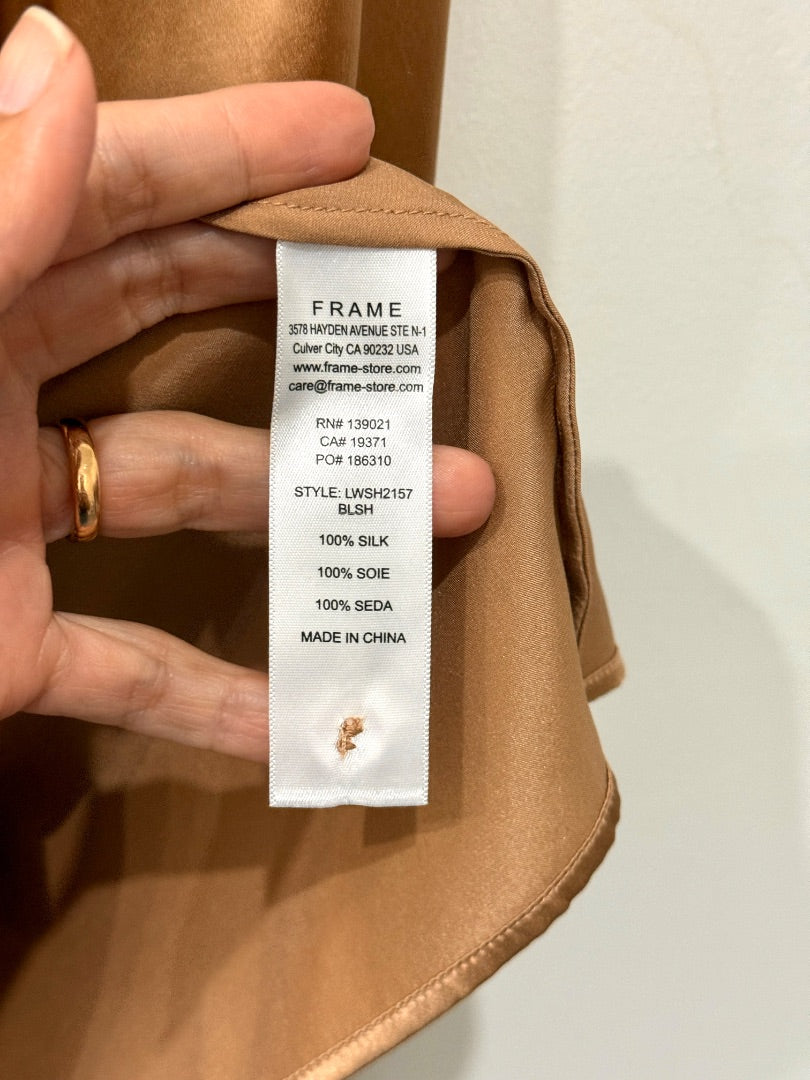 FRAME
3578 HAYDEN AVENUE STE N-1
Culver City CA 90232 USA
www.frame-store.com
care@frame-store.com
RN# 139021
CA# 19371
PO# 186310
STYLE: LWSH2157
BLSH
100% SILK
100% SOIE
100% SEDA
MADE IN CHINA